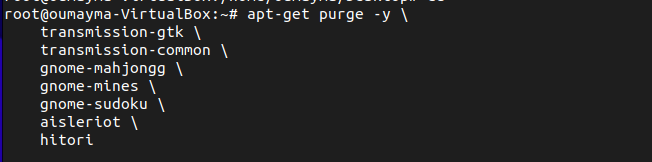 root@oumayma-VirtualBox:~# apt-get purge -y \
transmission-gtk \
transmission-common \
gnome-mahjongg \
gnome-mines \
gnome-sudoku \
aisleriot \
hitori